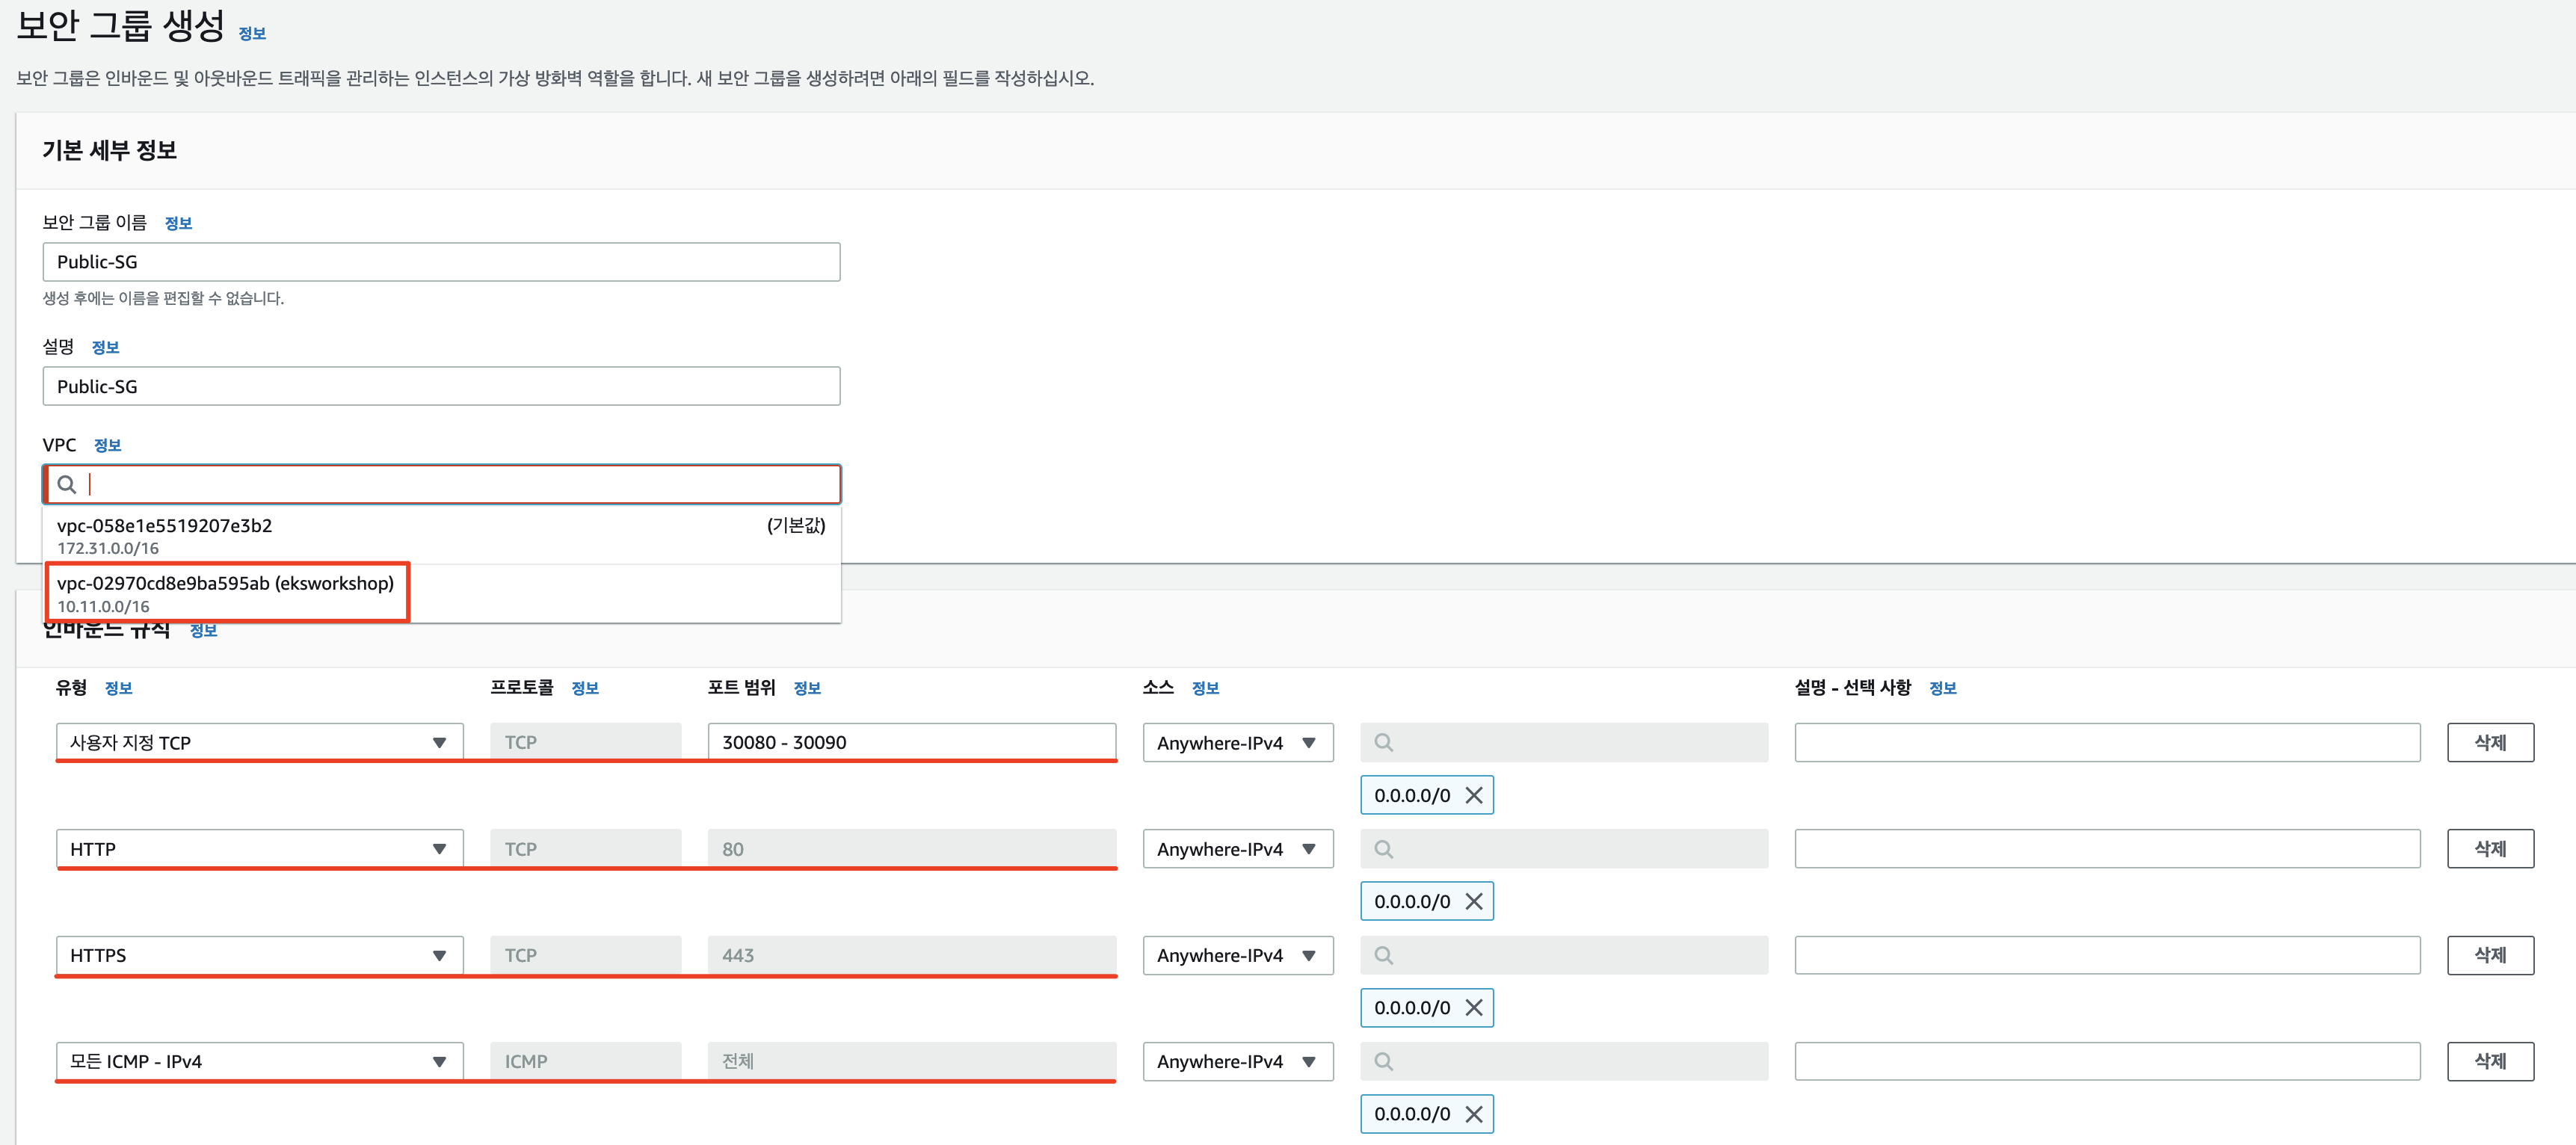 보안 그룹 생성 정보
보안 그룹은 인바운드 및 아웃바운드 트래픽을 관리하는 인스턴스의 가상 방화벽 역할을 합니다. 새 보안 그룹을 생성하려면 아래의 필드를 작성하십시오.
기본 세부 정보
보안 그룹 이름 정보
Public-SG
생성 후에는 이름을 편집할 수 없습니다.
설명 정보
Public-SG
VPC 정보
vpc-058e1e5519207e3b2 (기본값)
172.31.0.0/16
vpc-02970cd8e9ba595ab (eksworkshop)
10.11.0.0/16
인바운드 규칙 정보
유형 정보 프로토콜 정보 포트 범위 정보 소스 정보 설명 - 선택 사항 정보
사용자 지정 TCP TCP 30080 - 30090 Anywhere-IPv4 삭제
0.0.0.0/0
HTTP TCP 80 Anywhere-IPv4 삭제
0.0.0.0/0
HTTPS TCP 443 Anywhere-IPv4 삭제
0.0.0.0/0
모든 ICMP - IPv4 ICMP 전체 Anywhere-IPv4 삭제
0.0.0.0/0